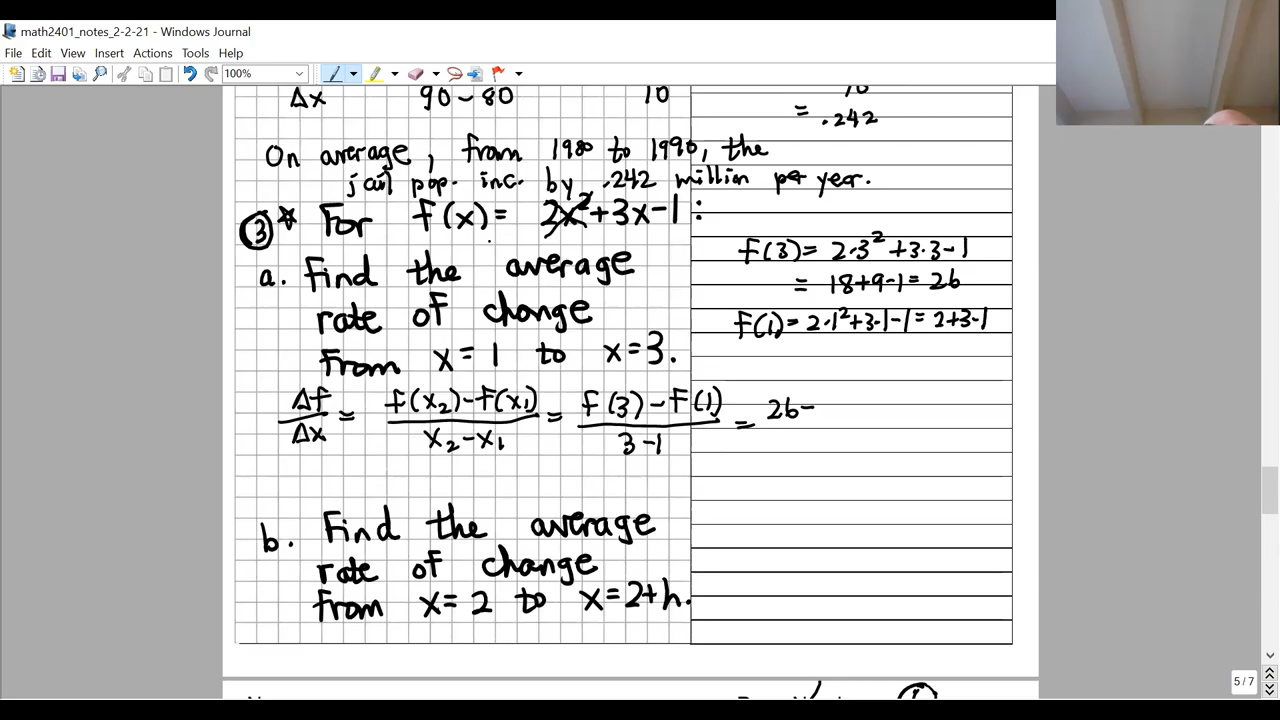 math2401_notes_2-2-21 - Windows Journal
File Edit View Insert Actions Tools Help
100%
Δx 90-80 10
= .242
On average, from 1980 to 1990, the
jail pop. inc. by .242 million per year.
③ * For f(x) = 2x²+3x-1:
a. Find the average
rate of change
from x=1 to x=3.
Δf/Δx = (f(x₂)-f(x₁))/(x₂-x₁) = (f(3)-f(1))/(3-1) = 26-
b. Find the average
rate of change
from x=2 to x=2+h.
f(3) = 2·3²+3·3-1
= 18+9-1=26
f(1)=2·1²+3·1-1=2+3-1
5 / 7